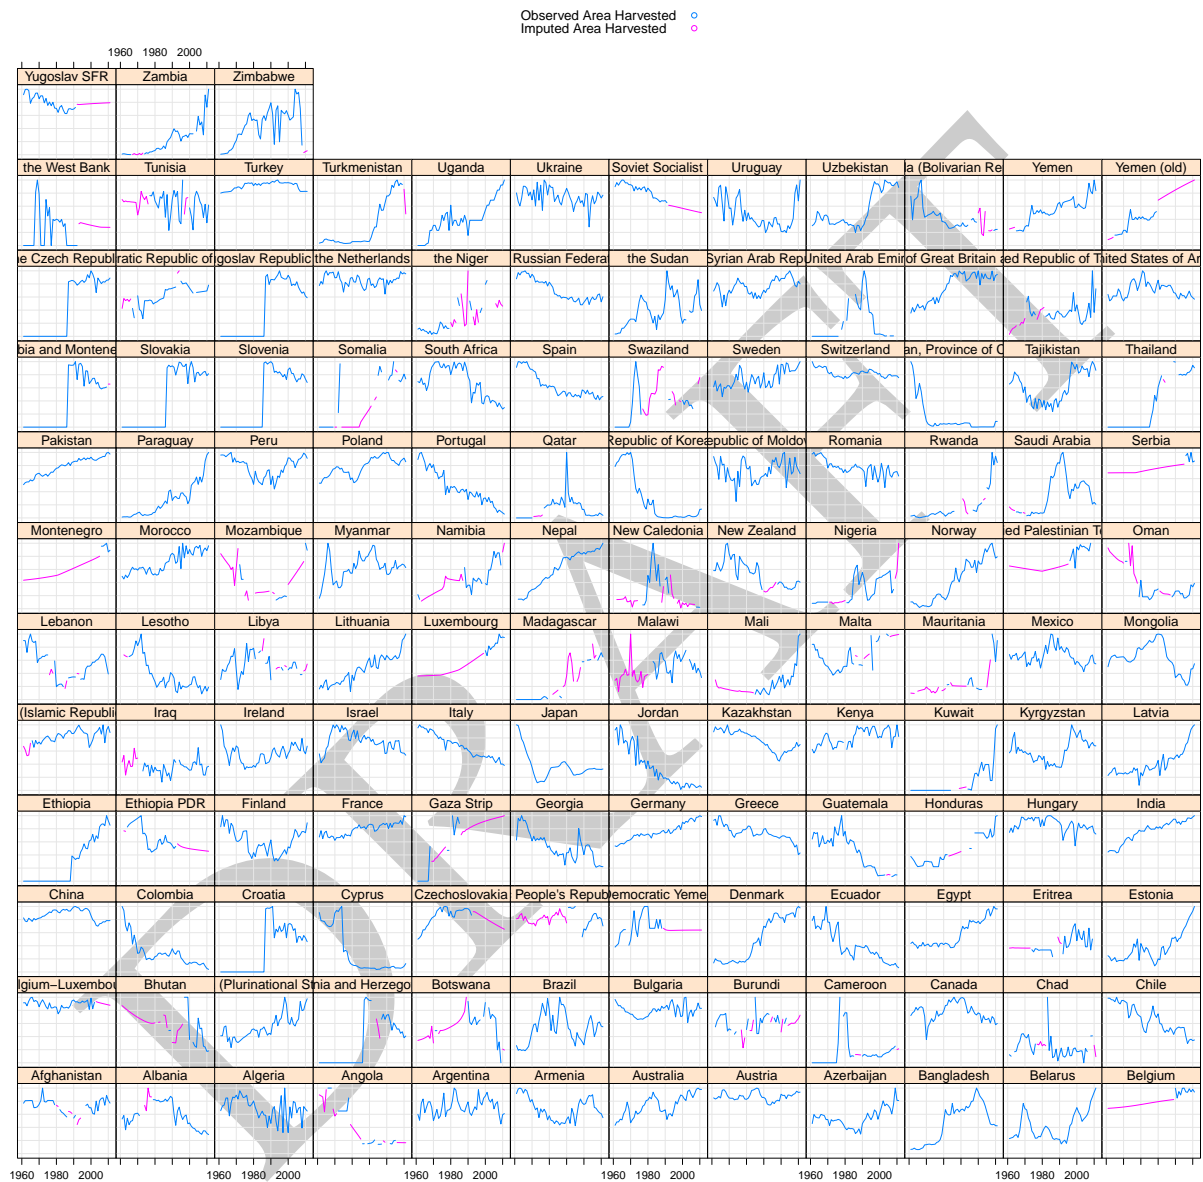 Observed Area Harvested
Imputed Area Harvested
1960 1980 2000
Yugoslav SFR Zambia Zimbabwe
the West Bank Tunisia Turkey Turkmenistan Uganda Ukraine Soviet Socialist Uruguay Uzbekistan a (Bolivarian Re Yemen Yemen (old)
e Czech Republ ratic Republic of goslav Republic the Netherlands the Niger Russian Federa the Sudan Syrian Arab Rep United Arab Emir of Great Britain a ed Republic of T ited States of Am
bia and Montene Slovakia Slovenia Somalia South Africa Spain Swaziland Sweden Switzerland an, Province of C Tajikistan Thailand
Pakistan Paraguay Peru Poland Portugal Qatar Republic of Korea epublic of Moldov Romania Rwanda Saudi Arabia Serbia
Montenegro Morocco Mozambique Myanmar Namibia Nepal New Caledonia New Zealand Nigeria Norway ed Palestinian Te Oman
Lebanon Lesotho Libya Lithuania Luxembourg Madagascar Malawi Mali Malta Mauritania Mexico Mongolia
(Islamic Republi Iraq Ireland Israel Italy Japan Jordan Kazakhstan Kenya Kuwait Kyrgyzstan Latvia
Ethiopia Ethiopia PDR Finland France Gaza Strip Georgia Germany Greece Guatemala Honduras Hungary India
China Colombia Croatia Cyprus Czechoslovakia People's Repub Democratic Yeme Denmark Ecuador Egypt Eritrea Estonia
lgium−Luxembou Bhutan (Plurinational St nia and Herzego Botswana Brazil Bulgaria Burundi Cameroon Canada Chad Chile
Afghanistan Albania Algeria Angola Argentina Armenia Australia Austria Azerbaijan Bangladesh Belarus Belgium
1960 1980 2000 1960 1980 2000 1960 1980 2000 1960 1980 2000 1960 1980 2000 1960 1980 2000
DRAFT